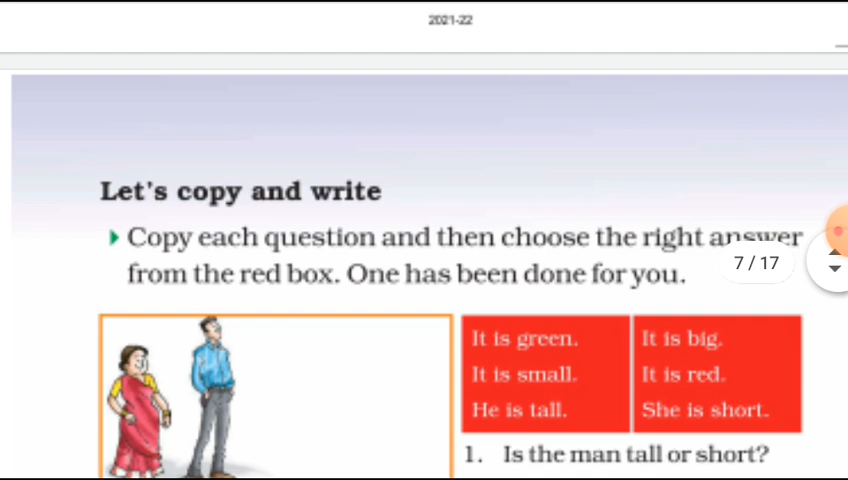 2021-22
Let's copy and write
Copy each question and then choose the right answer
from the red box. One has been done for you.
7 / 17
It is green.
It is small.
He is tall.
It is big.
It is red.
She is short.
1. Is the man tall or short?